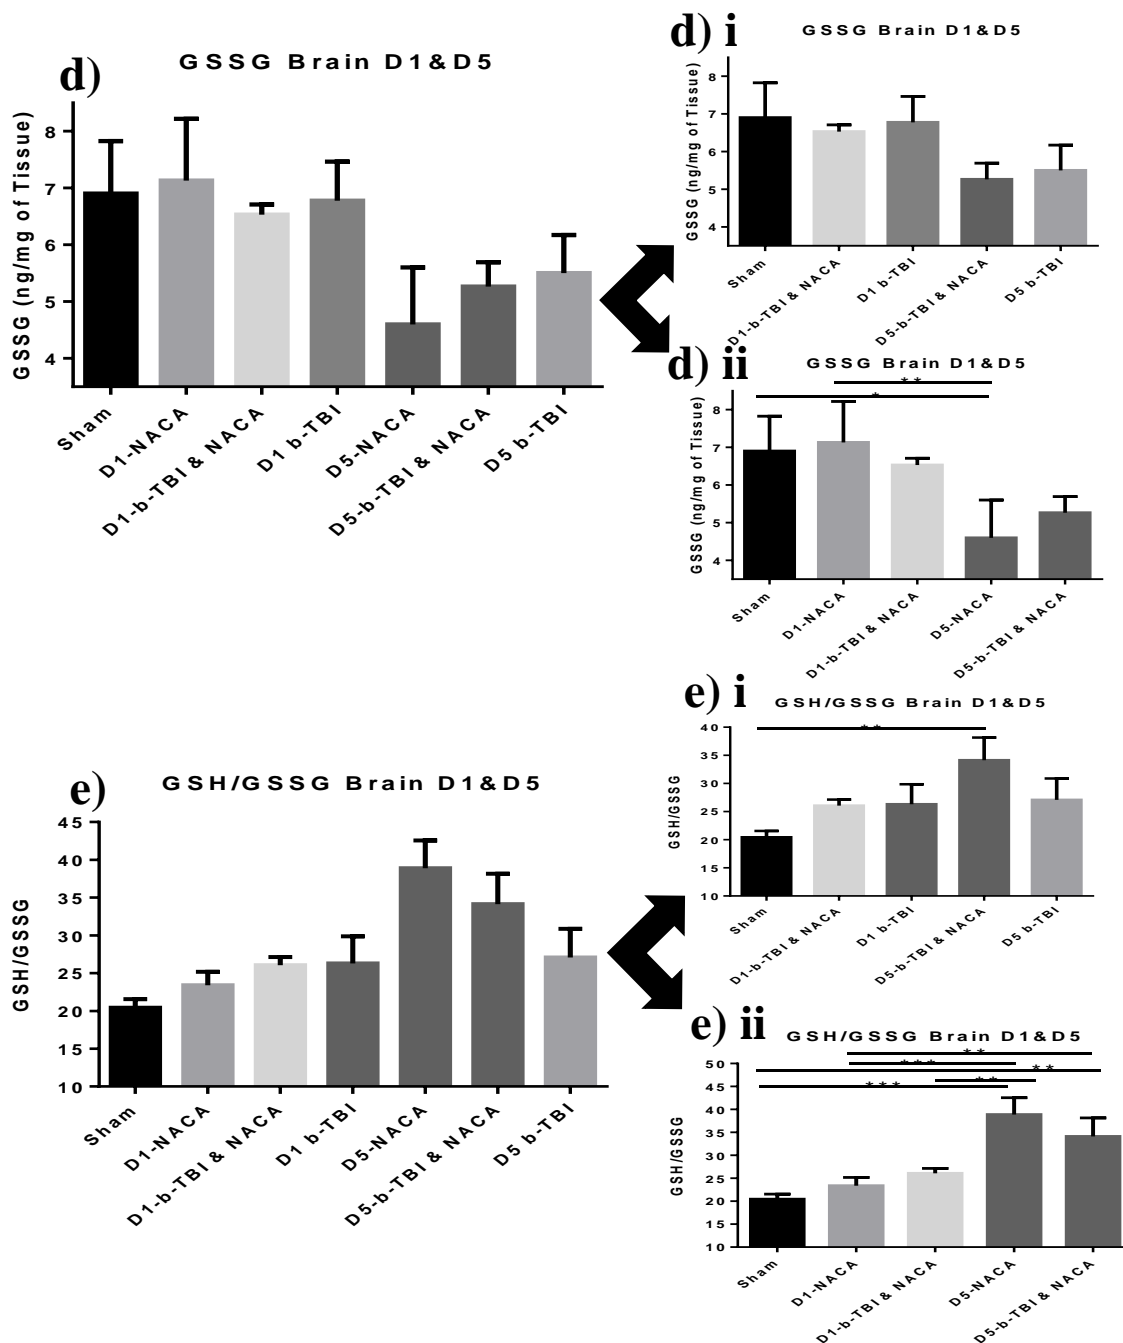 d)
GSSG Brain D1&D5
GSSG (ng/mg of Tissue)
8
7
6
5
4
Sham
D1-NACA
D1-b-TBI & NACA
D1 b-TBI
D5-NACA
D5-b-TBI & NACA
D5 b-TBI
d) i
GSSG Brain D1&D5
GSSG (ng/mg of Tissue)
8
7
6
5
4
Sham
D1-b-TBI & NACA
D1 b-TBI
D5-b-TBI & NACA
D5 b-TBI
d) ii
GSSG Brain D1&D5
**
*
GSSG (ng/mg of Tissue)
8
7
6
5
4
Sham
D1-NACA
D1-b-TBI & NACA
D5-NACA
D5-b-TBI & NACA
e)
GSH/GSSG Brain D1&D5
GSH/GSSG
45
40
35
30
25
20
15
10
Sham
D1-NACA
D1-b-TBI & NACA
D1 b-TBI
D5-NACA
D5-b-TBI & NACA
D5 b-TBI
e) i
GSH/GSSG Brain D1&D5
**
GSH/GSSG
40
35
30
25
20
15
10
Sham
D1-b-TBI & NACA
D1 b-TBI
D5-b-TBI & NACA
D5 b-TBI
e) ii
GSH/GSSG Brain D1&D5
**
***
**
**
***
GSH/GSSG
50
45
40
35
30
25
20
15
10
Sham
D1-NACA
D1-b-TBI & NACA
D5-NACA
D5-b-TBI & NACA